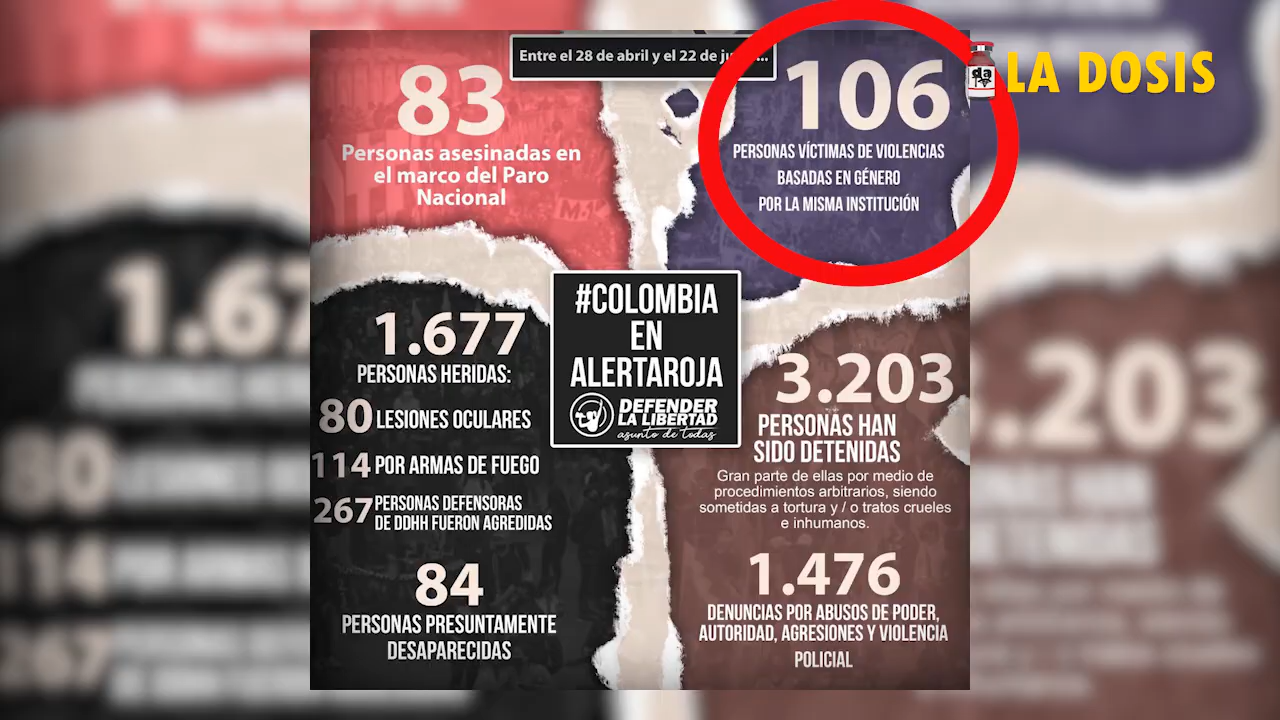 Entre el 28 de abril y el 22 de
83
Personas asesinadas en
el marco del Paro
Nacional
106
PERSONAS VÍCTIMAS DE VIOLENCIAS
BASADAS EN GÉNERO
POR LA MISMA INSTITUCIÓN
LA DOSIS
#COLOMBIA
EN
ALERTAROJA
DEFENDER
LA LIBERTAD
asunto de todas
1.677
PERSONAS HERIDAS:
80 LESIONES OCULARES
114 POR ARMAS DE FUEGO
267 PERSONAS DEFENSORAS
DE DDHH FUERON AGREDIDAS
84
PERSONAS PRESUNTAMENTE
DESAPARECIDAS
3.203
PERSONAS HAN
SIDO DETENIDAS
Gran parte de ellas por medio de
procedimientos arbitrarios, siendo
sometidas a tortura y / o tratos crueles
e inhumanos.
1.476
DENUNCIAS POR ABUSOS DE PODER,
AUTORIDAD, AGRESIONES Y VIOLENCIA
POLICIAL